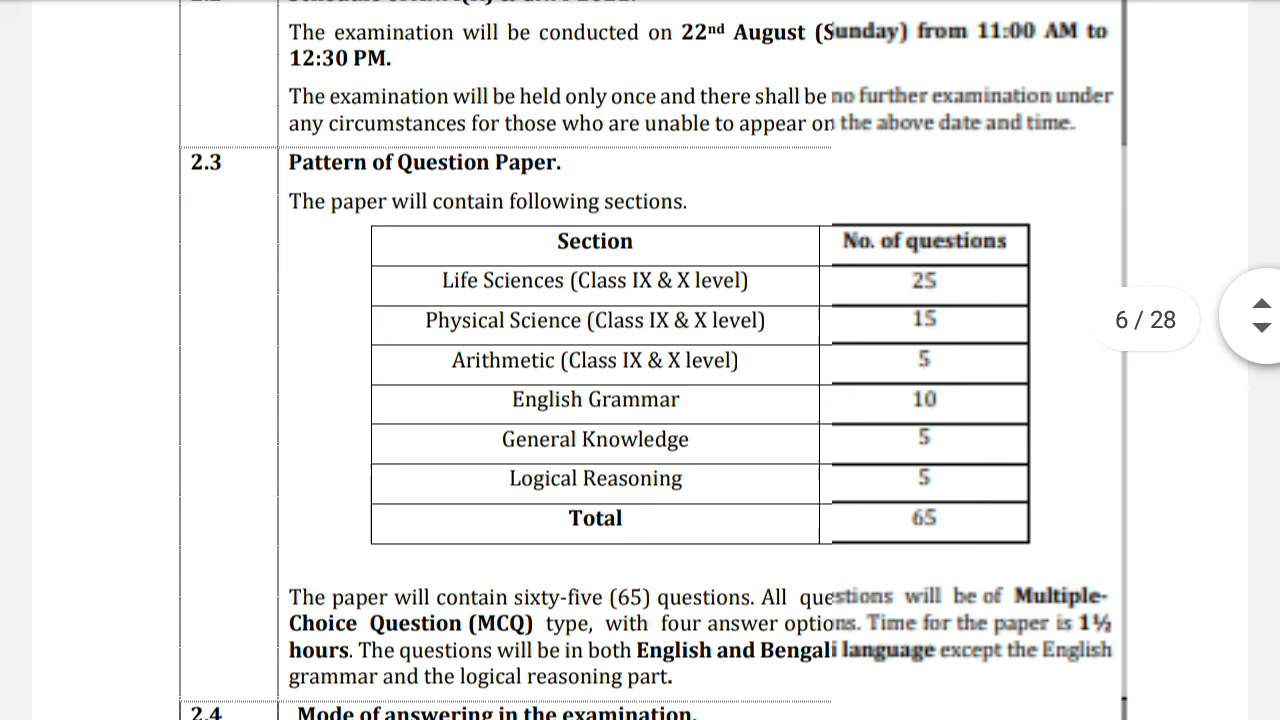 The examination will be conducted on 22nd August (Sunday) from 11:00 AM to
12:30 PM.
The examination will be held only once and there shall be no further examination under
any circumstances for those who are unable to appear on the above date and time.
2.3 Pattern of Question Paper.
The paper will contain following sections.
Section No. of questions
Life Sciences (Class IX & X level) 25
Physical Science (Class IX & X level) 15
Arithmetic (Class IX & X level) 5
English Grammar 10
General Knowledge 5
Logical Reasoning 5
Total 65
6 / 28
The paper will contain sixty-five (65) questions. All questions will be of Multiple-
Choice Question (MCQ) type, with four answer options. Time for the paper is 1½
hours. The questions will be in both English and Bengali language except the English
grammar and the logical reasoning part.
2.4 Mode of answering in the examination.